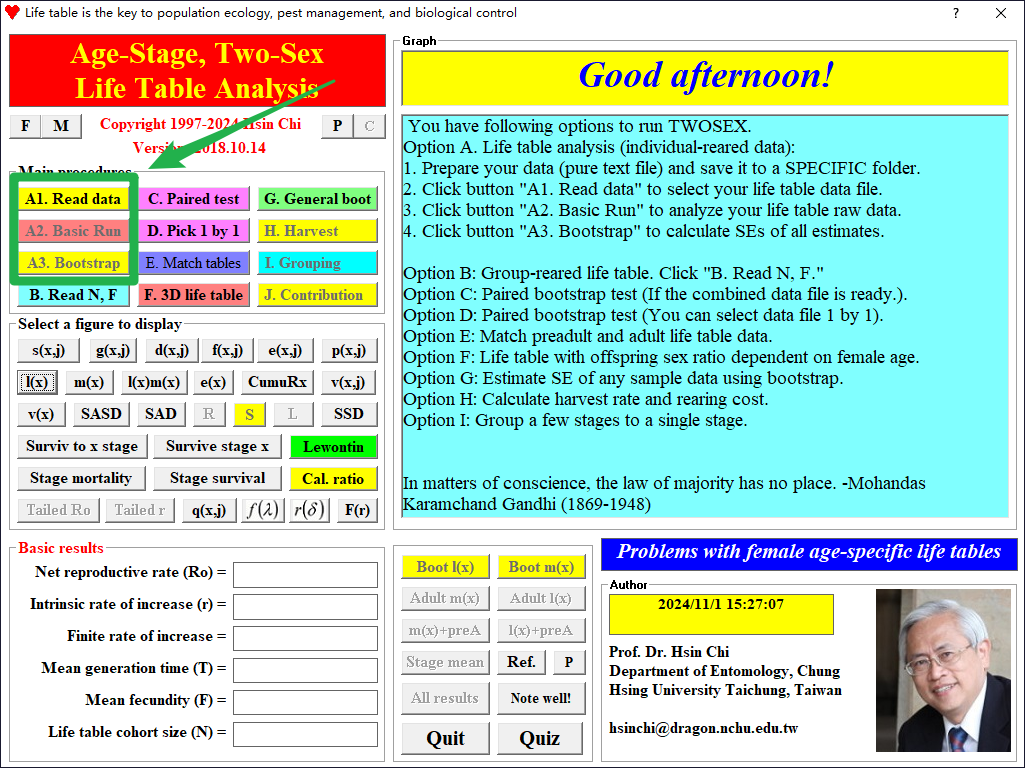 Life table is the key to population ecology, pest management, and biological control
?
Age-Stage, Two-Sex
Life Table Analysis
F M Copyright 1997-2024 Hsin Chi P C
Version 2018.10.14
Main procedures
A1. Read data C. Paired test G. General boot
A2. Basic Run D. Pick 1 by 1 H. Harvest
A3. Bootstrap E. Match tables I. Grouping
B. Read N, F F. 3D life table J. Contribution
Select a figure to display
s(x,j) g(x,j) d(x,j) f(x,j) e(x,j) p(x,j)
l(x) m(x) l(x)m(x) e(x) CumuRx v(x,j)
v(x) SASD SAD R S L SSD
Surviv to x stage Survive stage x Lewontin
Stage mortality Stage survival Cal. ratio
Tailed Ro Tailed r q(x,j) f(λ) r(δ) F(r)
Graph
Good afternoon!
You have following options to run TWOSEX.
Option A. Life table analysis (individual-reared data):
1. Prepare your data (pure text file) and save it to a SPECIFIC folder.
2. Click button "A1. Read data" to select your life table data file.
3. Click button "A2. Basic Run" to analyze your life table raw data.
4. Click button "A3. Bootstrap" to calculate SEs of all estimates.
Option B: Group-reared life table. Click "B. Read N, F."
Option C: Paired bootstrap test (If the combined data file is ready.).
Option D: Paired bootstrap test (You can select data file 1 by 1).
Option E: Match preadult and adult life table data.
Option F: Life table with offspring sex ratio dependent on female age.
Option G: Estimate SE of any sample data using bootstrap.
Option H: Calculate harvest rate and rearing cost.
Option I: Group a few stages to a single stage.
In matters of conscience, the law of majority has no place. -Mohandas
Karamchand Gandhi (1869-1948)
Basic results
Net reproductive rate (Ro) =
Intrinsic rate of increase (r) =
Finite rate of increase =
Mean generation time (T) =
Mean fecundity (F) =
Life table cohort size (N) =
Boot l(x) Boot m(x)
Adult m(x) Adult l(x)
m(x)+preA l(x)+preA
Stage mean Ref. P
All results Note well!
Quit Quiz
Problems with female age-specific life tables
Author
2024/11/1 15:27:07
Prof. Dr. Hsin Chi
Department of Entomology, Chung
Hsing University Taichung, Taiwan
hsinchi@dragon.nchu.edu.tw